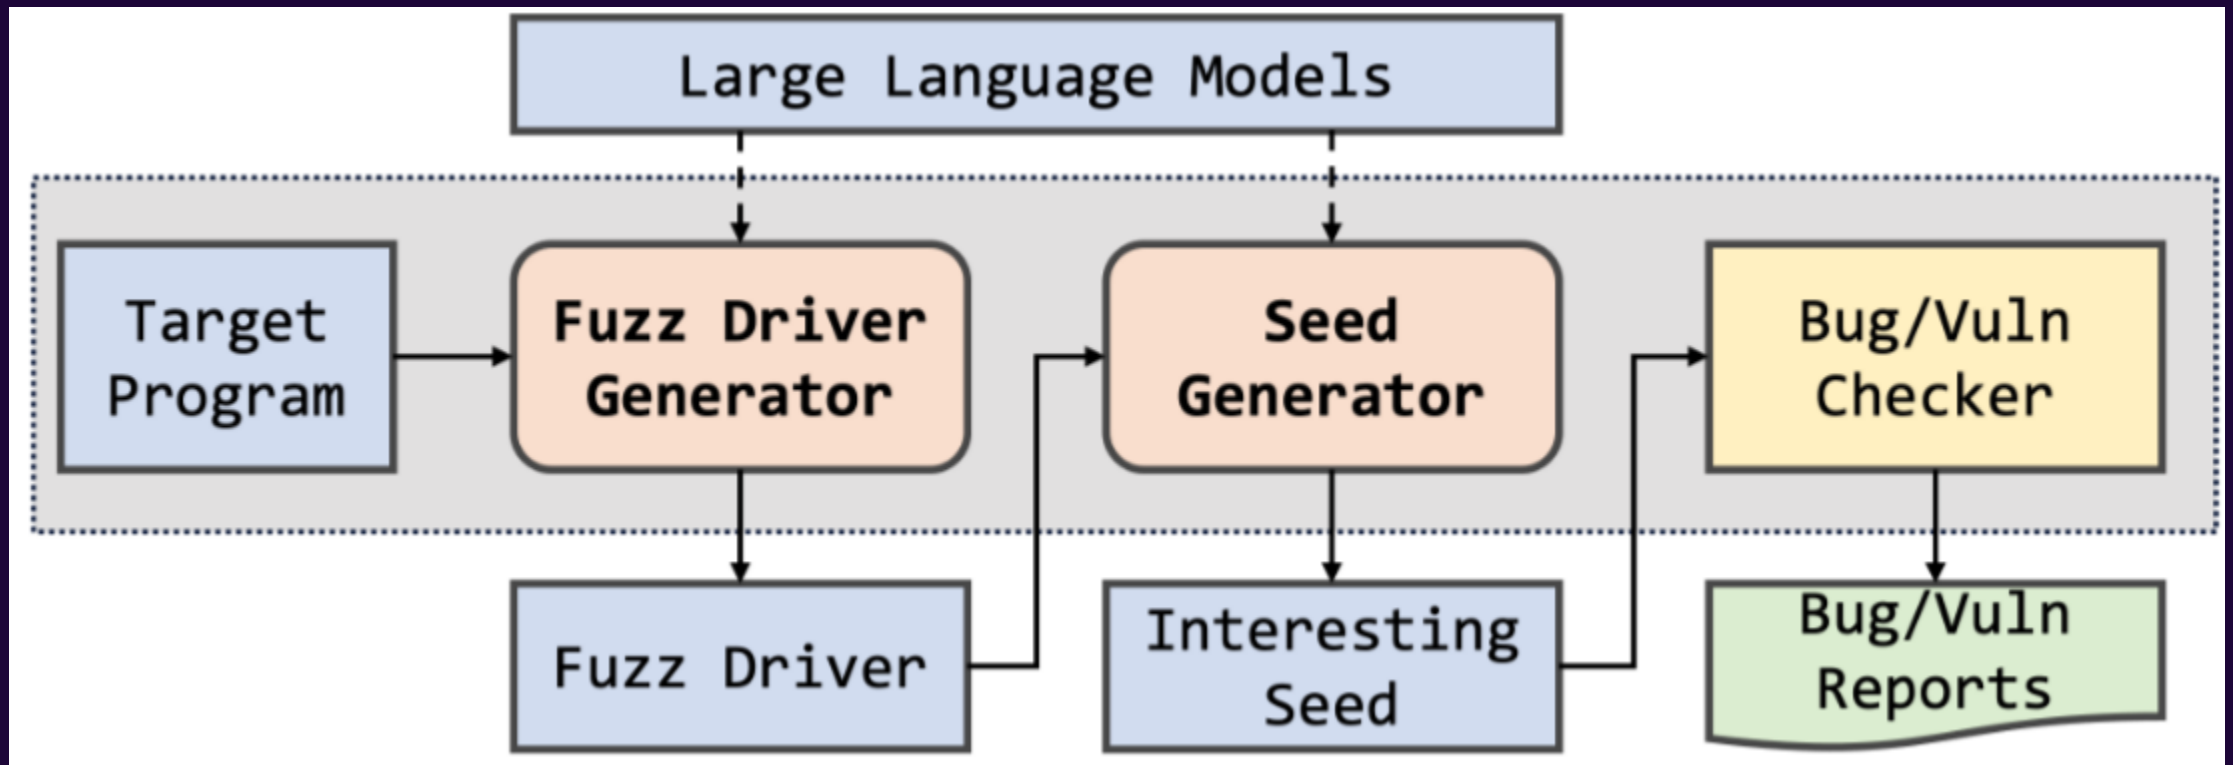 Large Language Models
Target
Program
Fuzz Driver
Generator
Seed
Generator
Bug/Vuln
Checker
Fuzz Driver
Interesting
Seed
Bug/Vuln
Reports